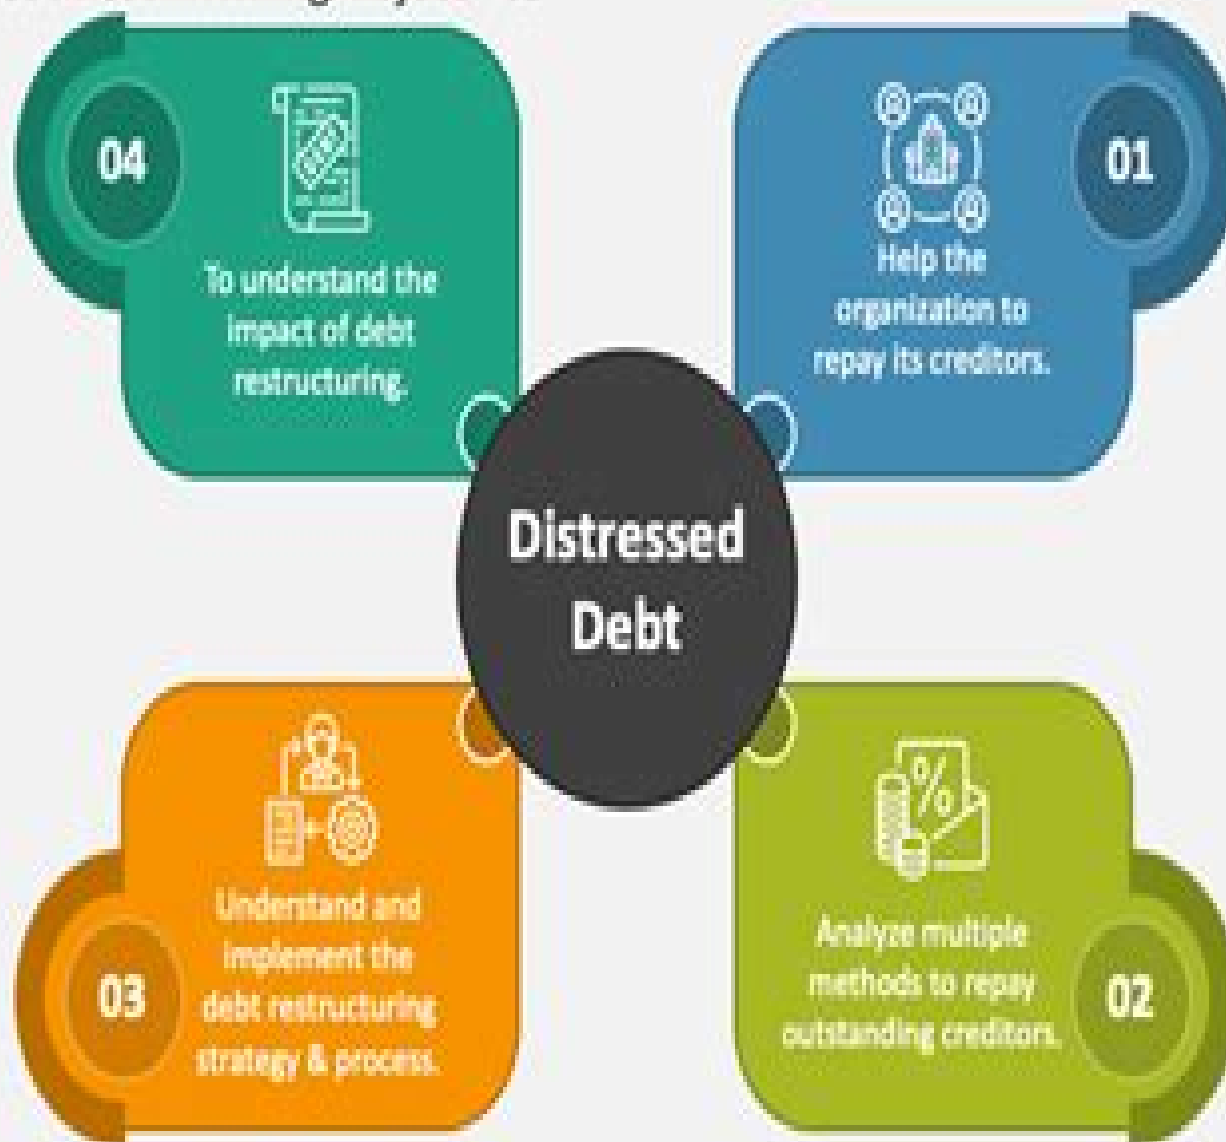 01
Help the
organization to
repay its creditors.
02
Analyze multiple
methods to repay
outstanding creditors.
03
Understand and
implement the
debt restructuring
strategy & process.
04
To understand the
impact of debt
restructuring.
Distressed
Debt